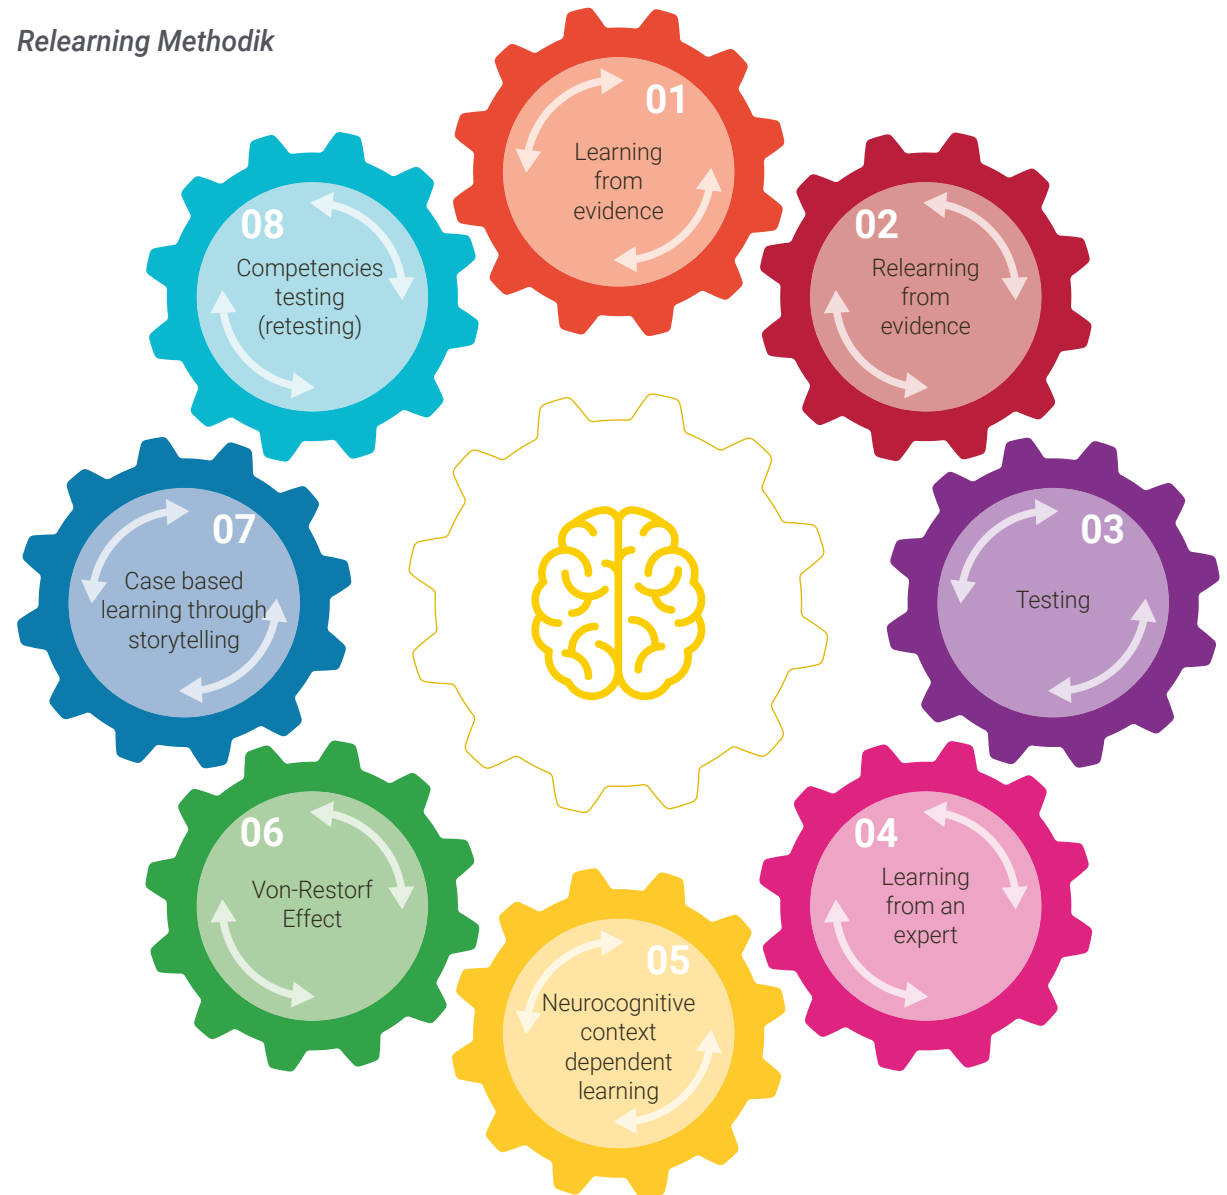 Relearning Methodik
01
Learning
from
evidence
02
Relearning
from
evidence
03
Testing
04
Learning
from an
expert
05
Neurocognitive
context
dependent
learning
06
Von-Restorf
Effect
07
Case based
learning through
storytelling
08
Competencies
testing
(retesting)